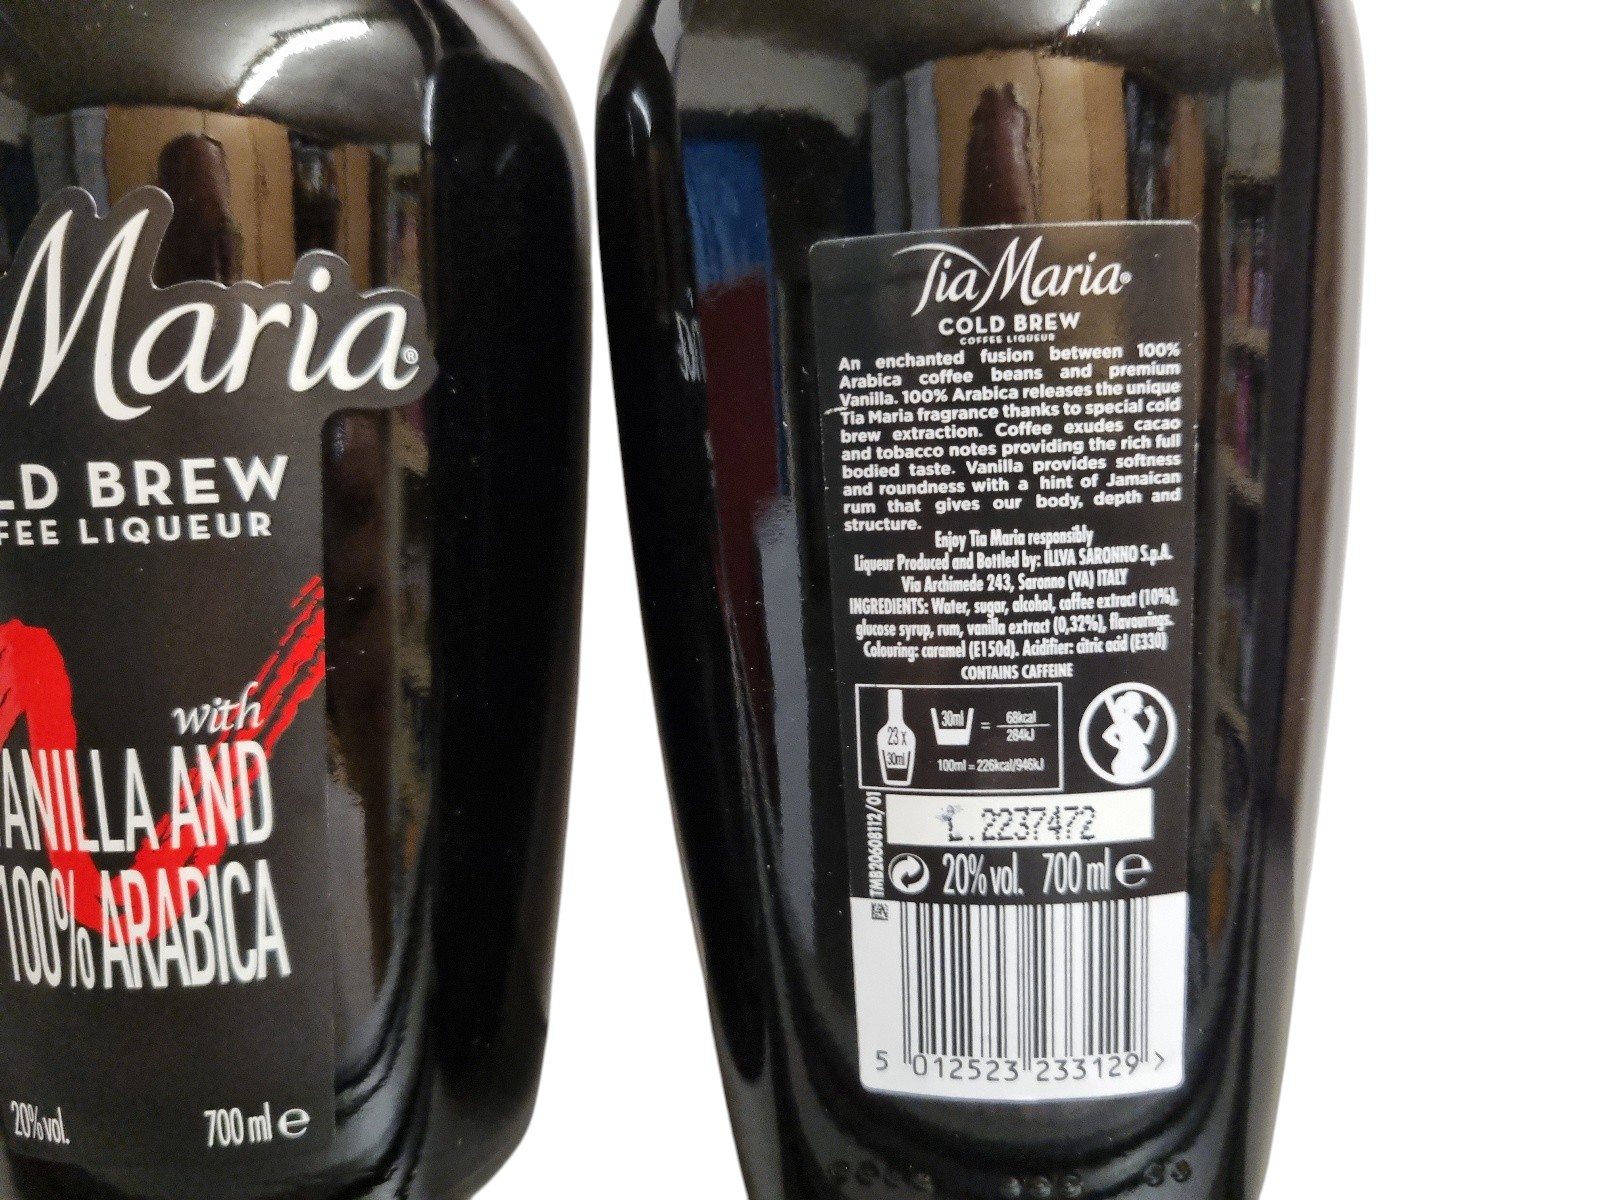 Maria®
LD BREW
FEE LIQUEUR
with
ANILLA AND
100% ARABICA
20% vol.
700 ml e
Tia Maria®
COLD BREW
COFFEE LIQUEUR
An enchanted fusion between 100%
Arabica coffee beans and premium
Vanilla. 100% Arabica releases the unique
Tia Maria fragrance thanks to special cold
brew extraction. Coffee exudes cacao
and tobacco notes providing the rich full
bodied taste. Vanilla provides softness
and roundness with a hint of Jamaican
rum that gives our body, depth and
structure.
Enjoy Tia Maria responsibly
Liqueur Produced and Bottled by: ILLVA SARONNO S.p.A.
Via Archimede 243, Saronno (VA) ITALY
INGREDIENTS: Water, sugar, alcohol, coffee extract (10%),
glucose syrup, rum, vanilla extract (0,32%), flavourings.
Colouring: caramel (E150d). Acidifier: citric acid (E330)
CONTAINS CAFFEINE
23 x
30ml
30ml = 68kcal
284kJ
100ml = 226kcal/946kJ
L.2237472
TMB20608112/01
20% vol. 700 ml e
5 012523 233129 >